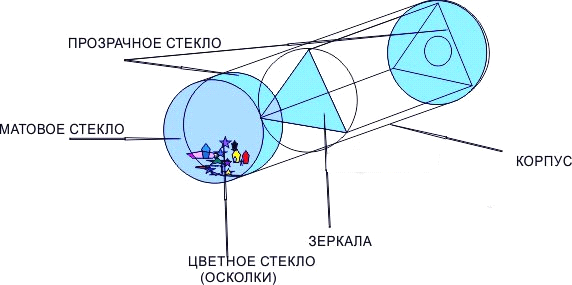 ПРОЗРАЧНОЕ СТЕКЛО
МАТОВОЕ СТЕКЛО
КОРПУС
ЗЕРКАЛА
ЦВЕТНОЕ СТЕКЛО
(ОСКОЛКИ)